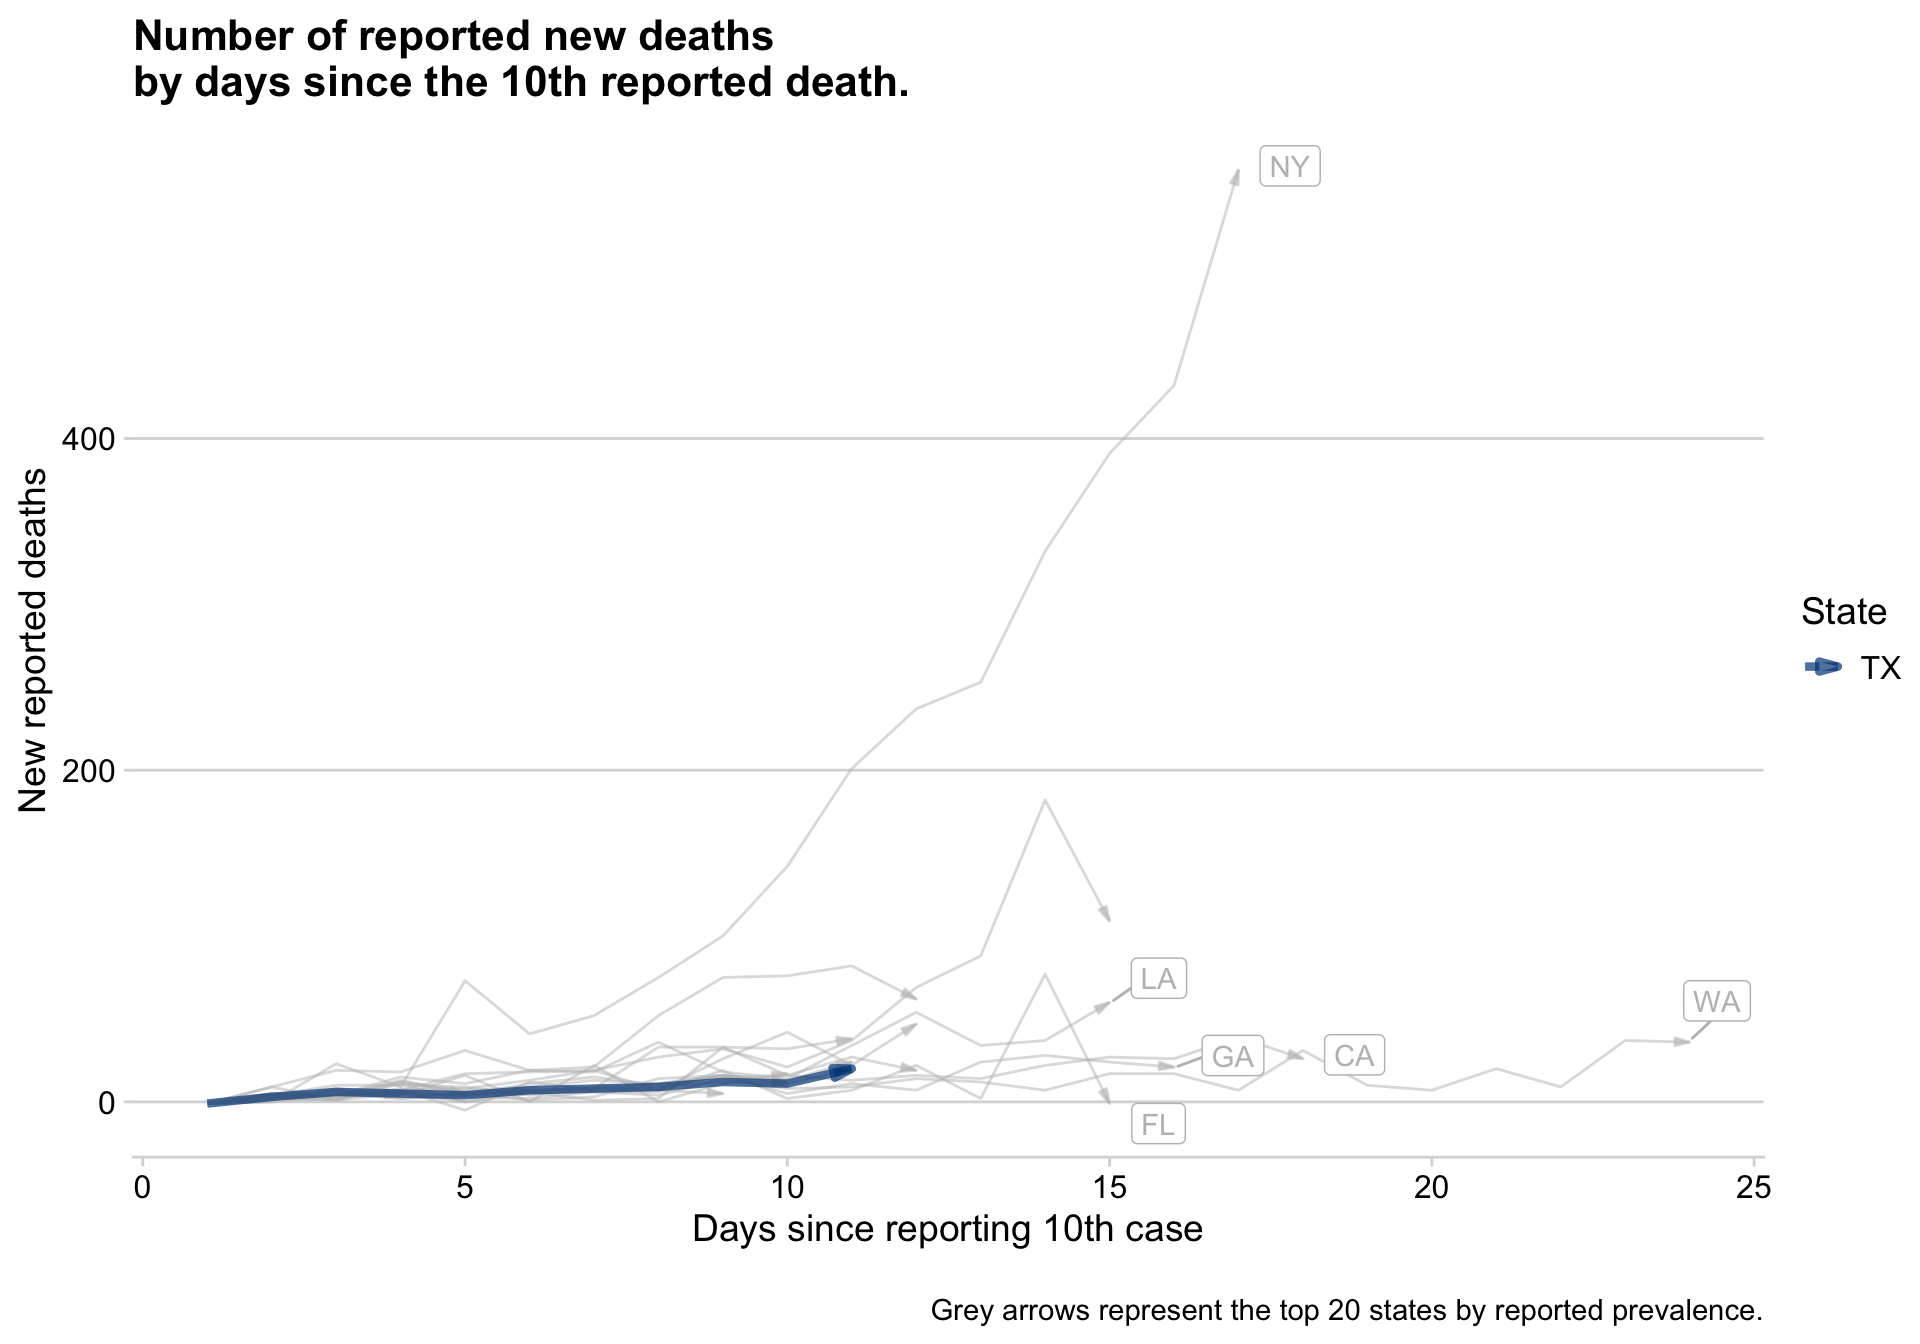 Number of reported new deaths
by days since the 10th reported death.
NY
400
New reported deaths
State
TX
200
LA
WA
GA
CA
0
FL
0 5 10 15 20 25
Days since reporting 10th case
Grey arrows represent the top 20 states by reported prevalence.